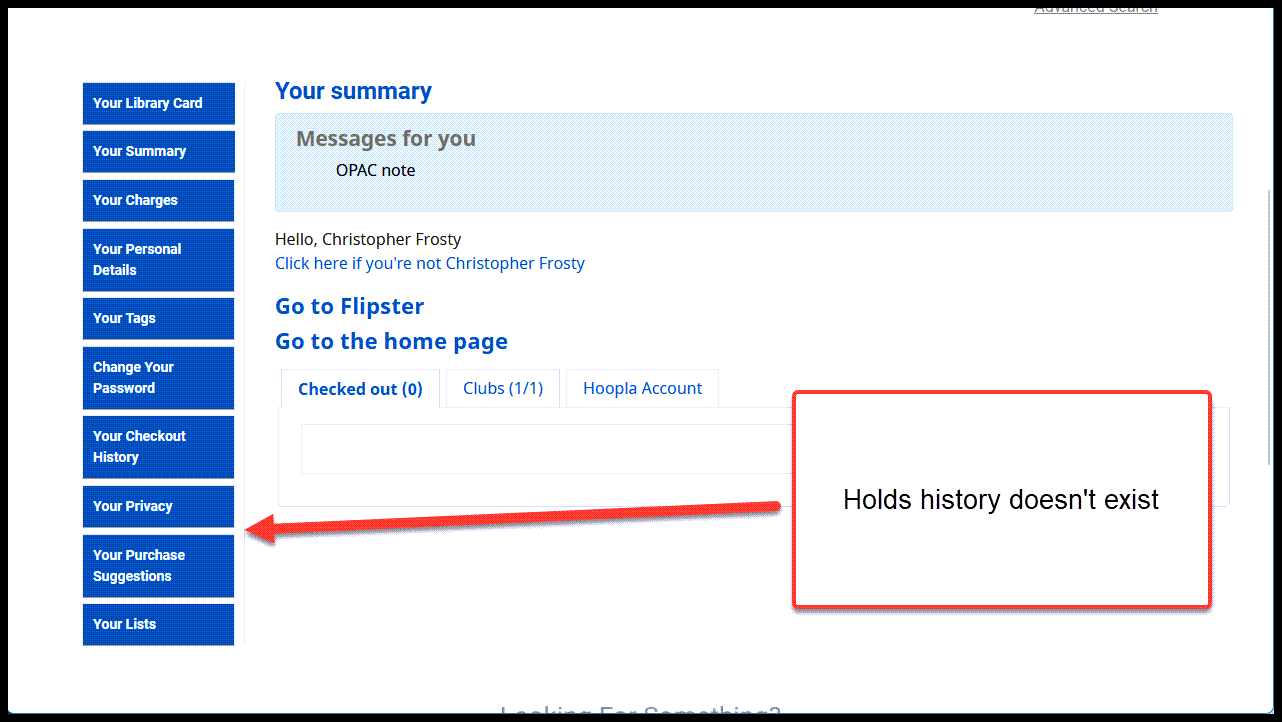 Advanced Search
Your Library Card
Your Summary
Your Charges
Your Personal
Details
Your Tags
Change Your
Password
Your Checkout
History
Your Privacy
Your Purchase
Suggestions
Your Lists
Your summary
Messages for you
OPAC note
Hello, Christopher Frosty
Click here if you're not Christopher Frosty
Go to Flipster
Go to the home page
Checked out (0) Clubs (1/1) Hoopla Account
Holds history doesn't exist
Looking For Something?